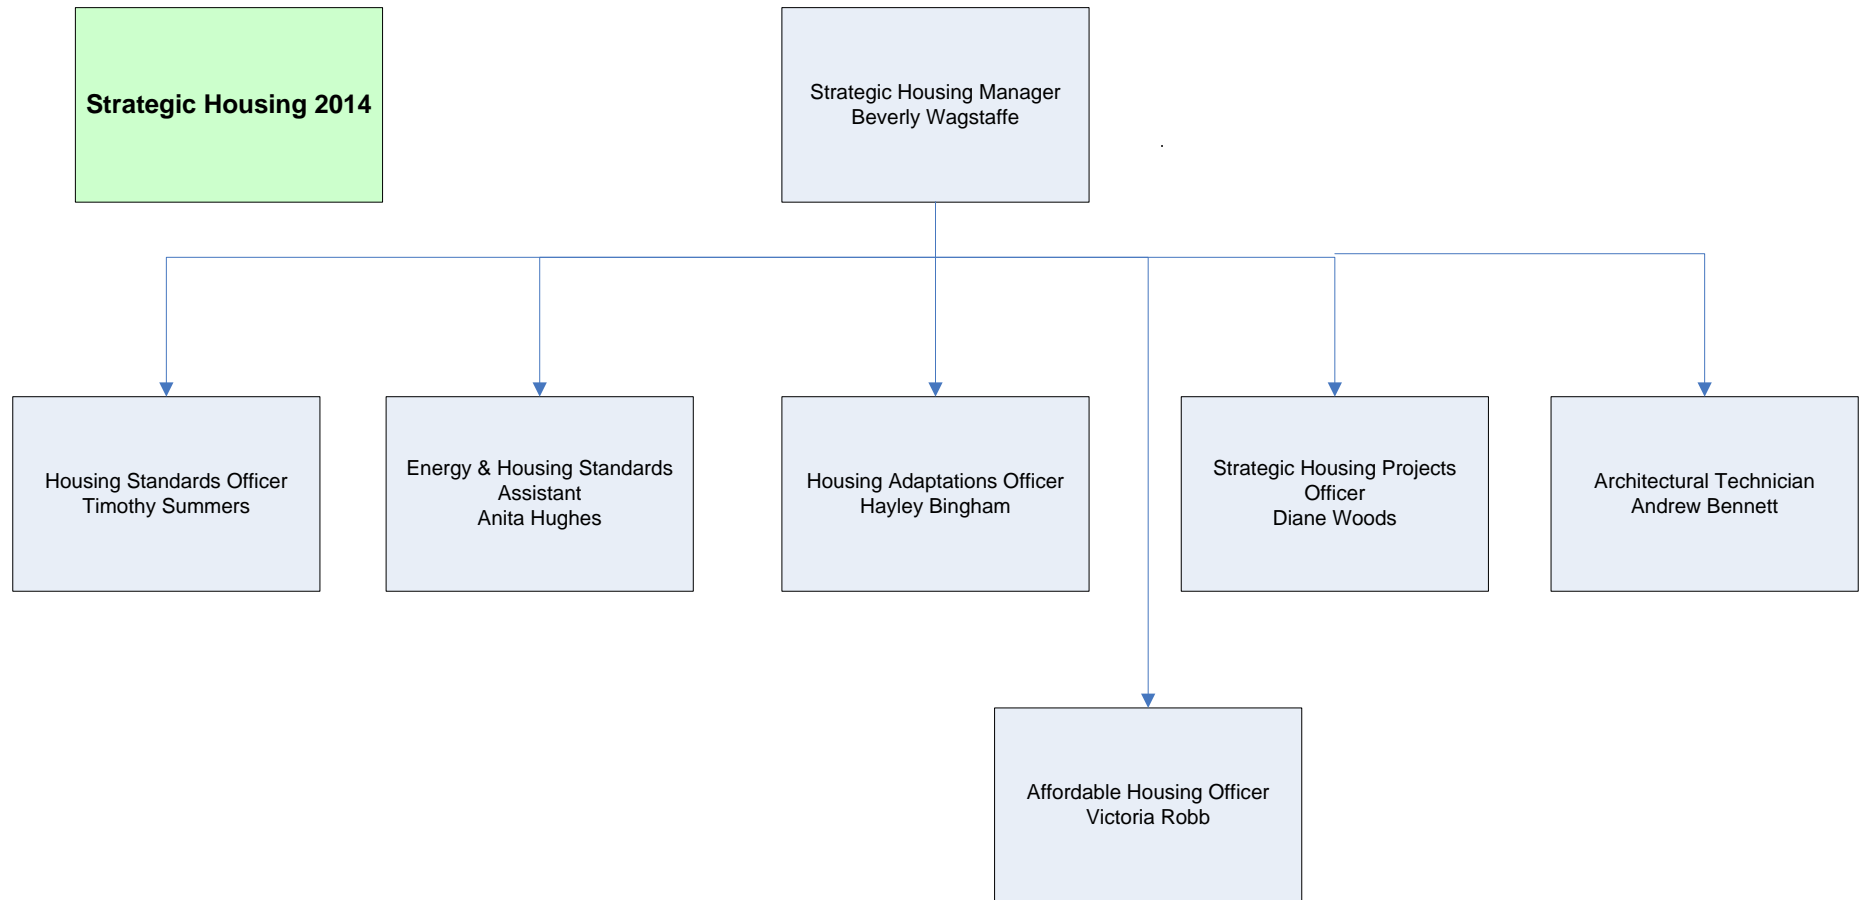 Strategic Housing 2014
Strategic Housing Manager
Beverly Wagstaffe
.
Housing Standards Officer
Timothy Summers
Energy & Housing Standards
Assistant
Anita Hughes
Housing Adaptations Officer
Hayley Bingham
Strategic Housing Projects
Officer
Diane Woods
Architectural Technician
Andrew Bennett
Affordable Housing Officer
Victoria Robb